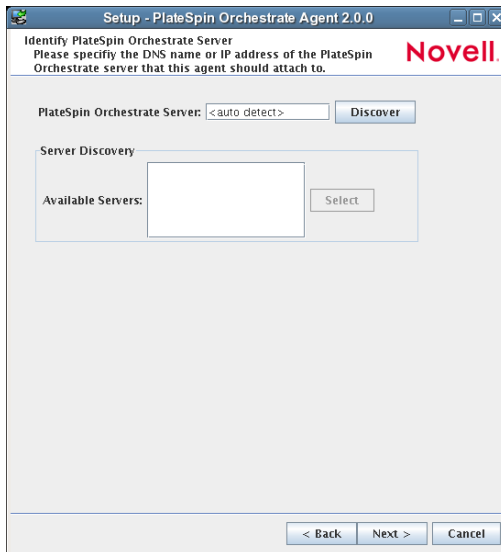 Setup - PlateSpin Orchestrate Agent 2.0.0
Identify PlateSpin Orchestrate Server
Please specifiy the DNS name or IP address of the PlateSpin
Orchestrate server that this agent should attach to.
Novell.
PlateSpin Orchestrate Server: <auto detect> Discover
Server Discovery
Available Servers: Select
< Back Next > Cancel